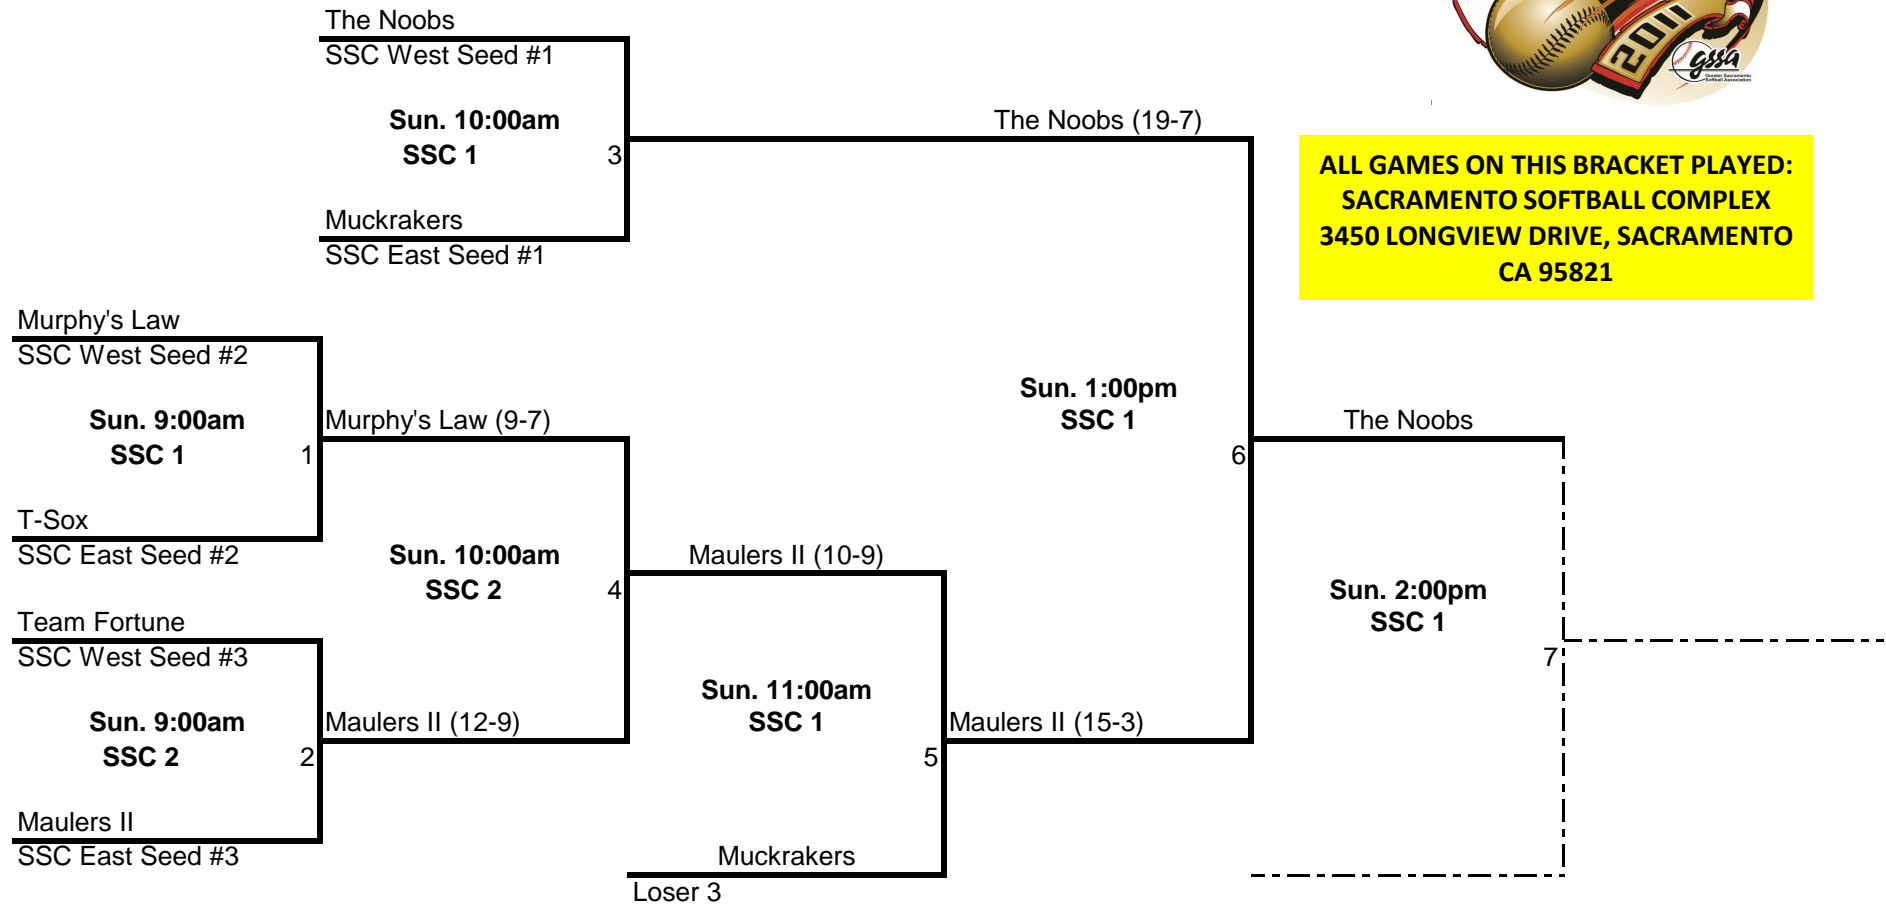 The Noobs
SSC West Seed #1
Sun. 10:00am
SSC 1
3
Muckrakers
SSC East Seed #1
The Noobs (19-7)
2011
gssa
Greater Sacramento
Softball Association
ALL GAMES ON THIS BRACKET PLAYED:
SACRAMENTO SOFTBALL COMPLEX
3450 LONGVIEW DRIVE, SACRAMENTO
CA 95821
Murphy's Law
SSC West Seed #2
Sun. 9:00am
SSC 1
1
T-Sox
SSC East Seed #2
Murphy's Law (9-7)
Sun. 10:00am
SSC 2
4
Team Fortune
SSC West Seed #3
Sun. 9:00am
SSC 2
2
Maulers II
SSC East Seed #3
Maulers II (12-9)
Maulers II (10-9)
Sun. 11:00am
SSC 1
5
Muckrakers
Loser 3
Maulers II (15-3)
Sun. 1:00pm
SSC 1
6
The Noobs
Sun. 2:00pm
SSC 1
7